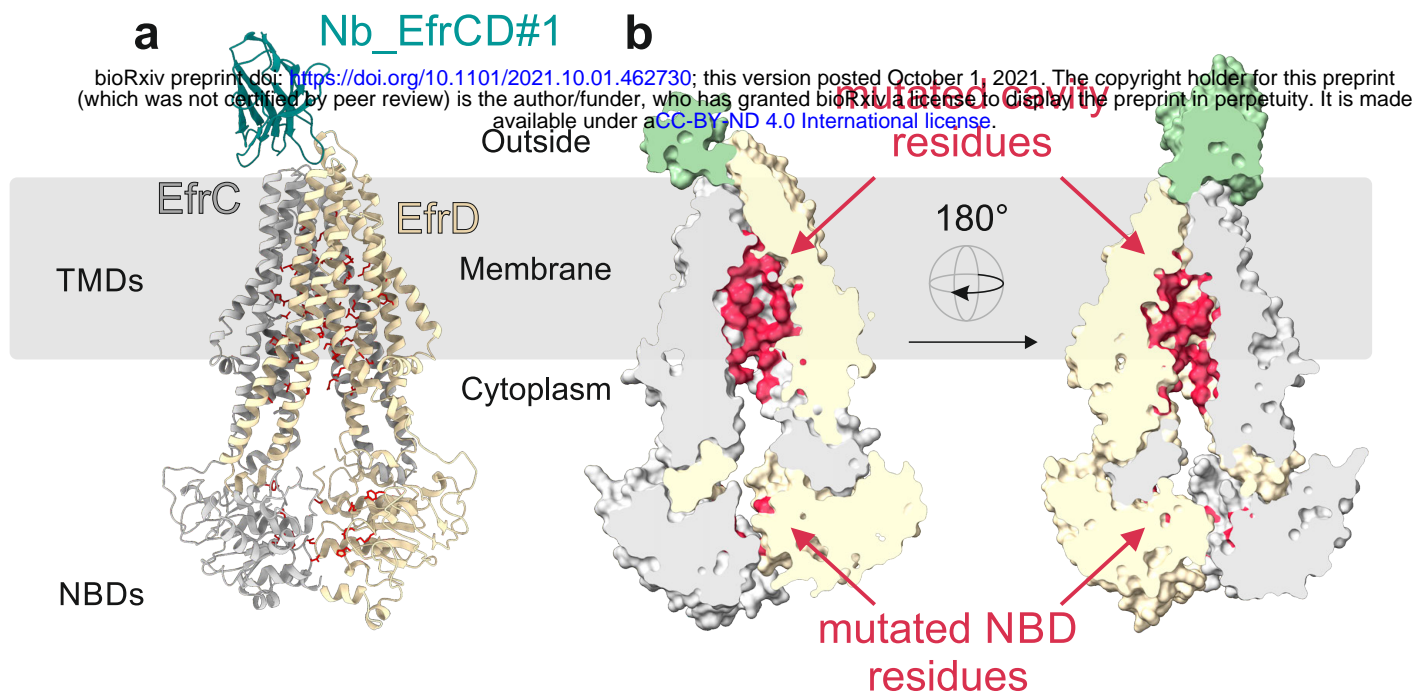 a
Nb_EfrCD#1
b
bioRxiv preprint doi: https://doi.org/10.1101/2021.10.01.462730; this version posted October 1, 2021. The copyright holder for this preprint
(which was not certified by peer review) is the author/funder, who has granted bioRxiv a license to display the preprint in perpetuity. It is made
available under aCC-BY-ND 4.0 International license.
mutated cavity
residues
Outside
EfrC
EfrD
180°
TMDs
Membrane
Cytoplasm
NBDs
mutated NBD
residues